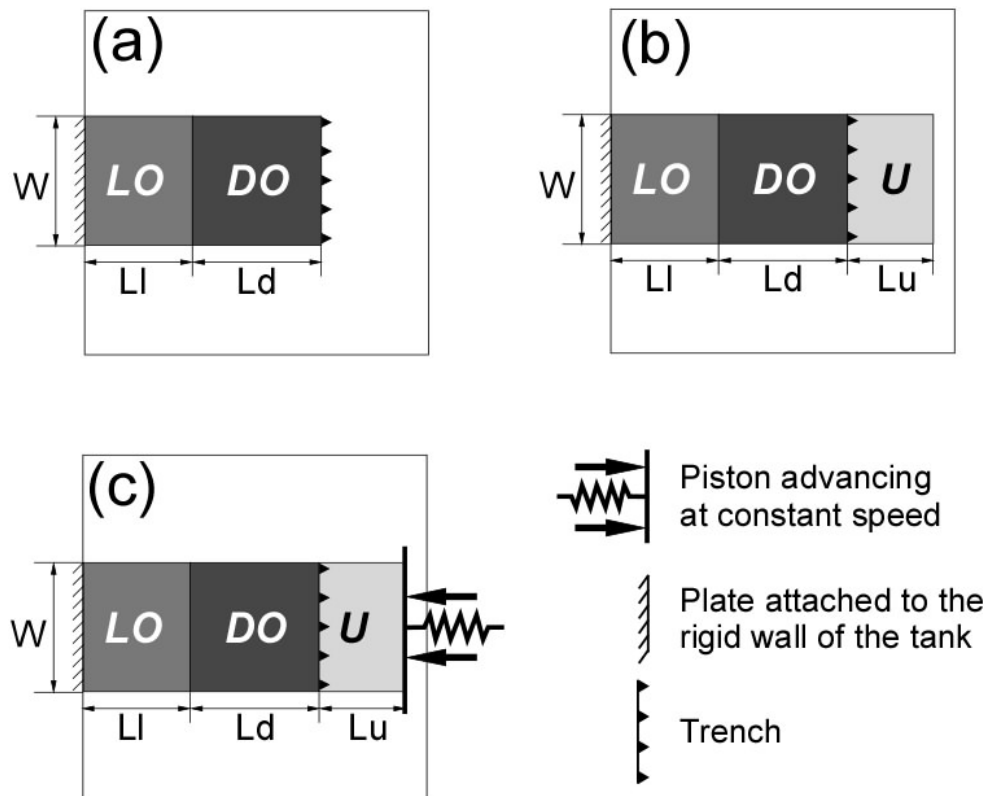 (a)
W
LO
DO
Ll
Ld
(b)
W
LO
DO
U
Ll
Ld
Lu
(c)
W
LO
DO
U
Ll
Ld
Lu
Piston advancing
at constant speed
Plate attached to the
rigid wall of the tank
Trench